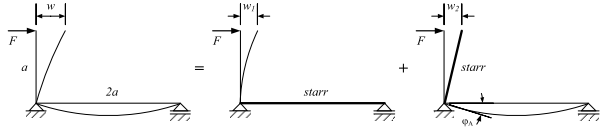 w
F
a
2a
=
w1
F
starr
+
w2
F
starr
φA